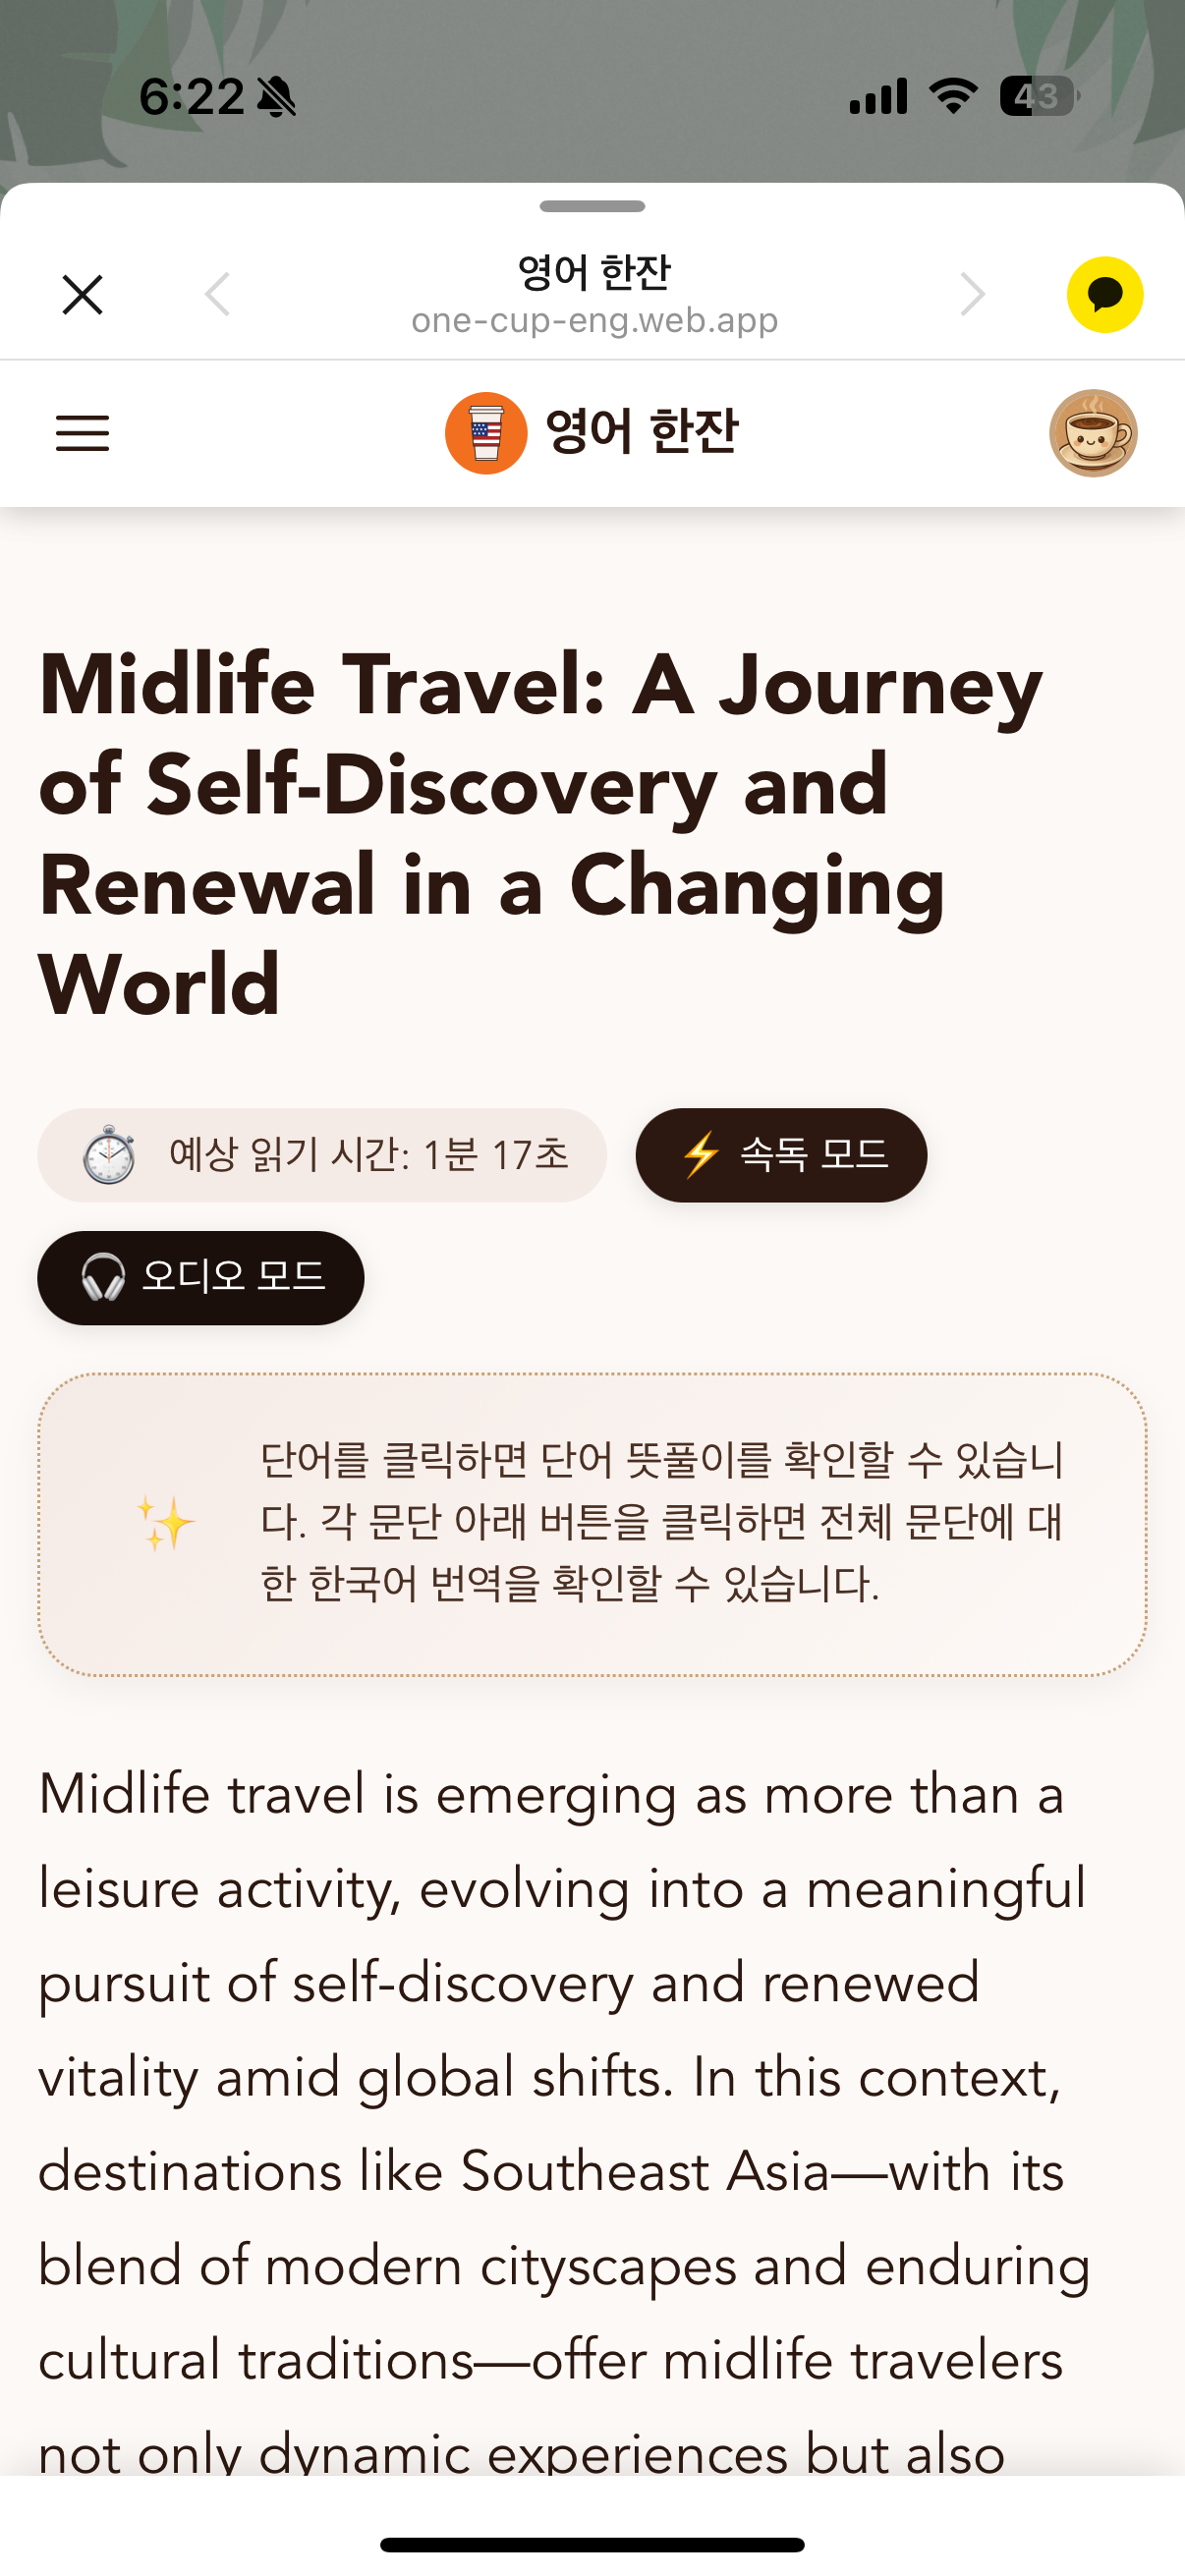 6:22
43
영어 한잔
one-cup-eng.web.app
영어 한잔
Midlife Travel: A Journey
of Self-Discovery and
Renewal in a Changing
World
예상 읽기 시간: 1분 17초
속독 모드
오디오 모드
단어를 클릭하면 단어 뜻풀이를 확인할 수 있습니
다. 각 문단 아래 버튼을 클릭하면 전체 문단에 대
한 한국어 번역을 확인할 수 있습니다.
Midlife travel is emerging as more than a
leisure activity, evolving into a meaningful
pursuit of self-discovery and renewed
vitality amid global shifts. In this context,
destinations like Southeast Asia—with its
blend of modern cityscapes and enduring
cultural traditions—offer midlife travelers
not only dynamic experiences but also